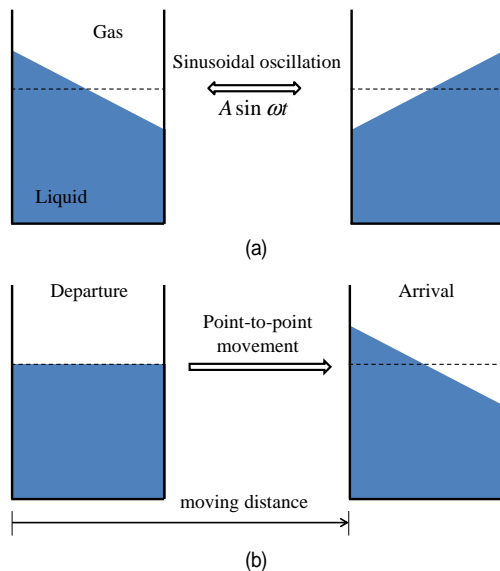 Gas
Sinusoidal oscillation
A sin ωt
Liquid
(a)
Departure
Arrival
Point-to-point
movement
moving distance
(b)